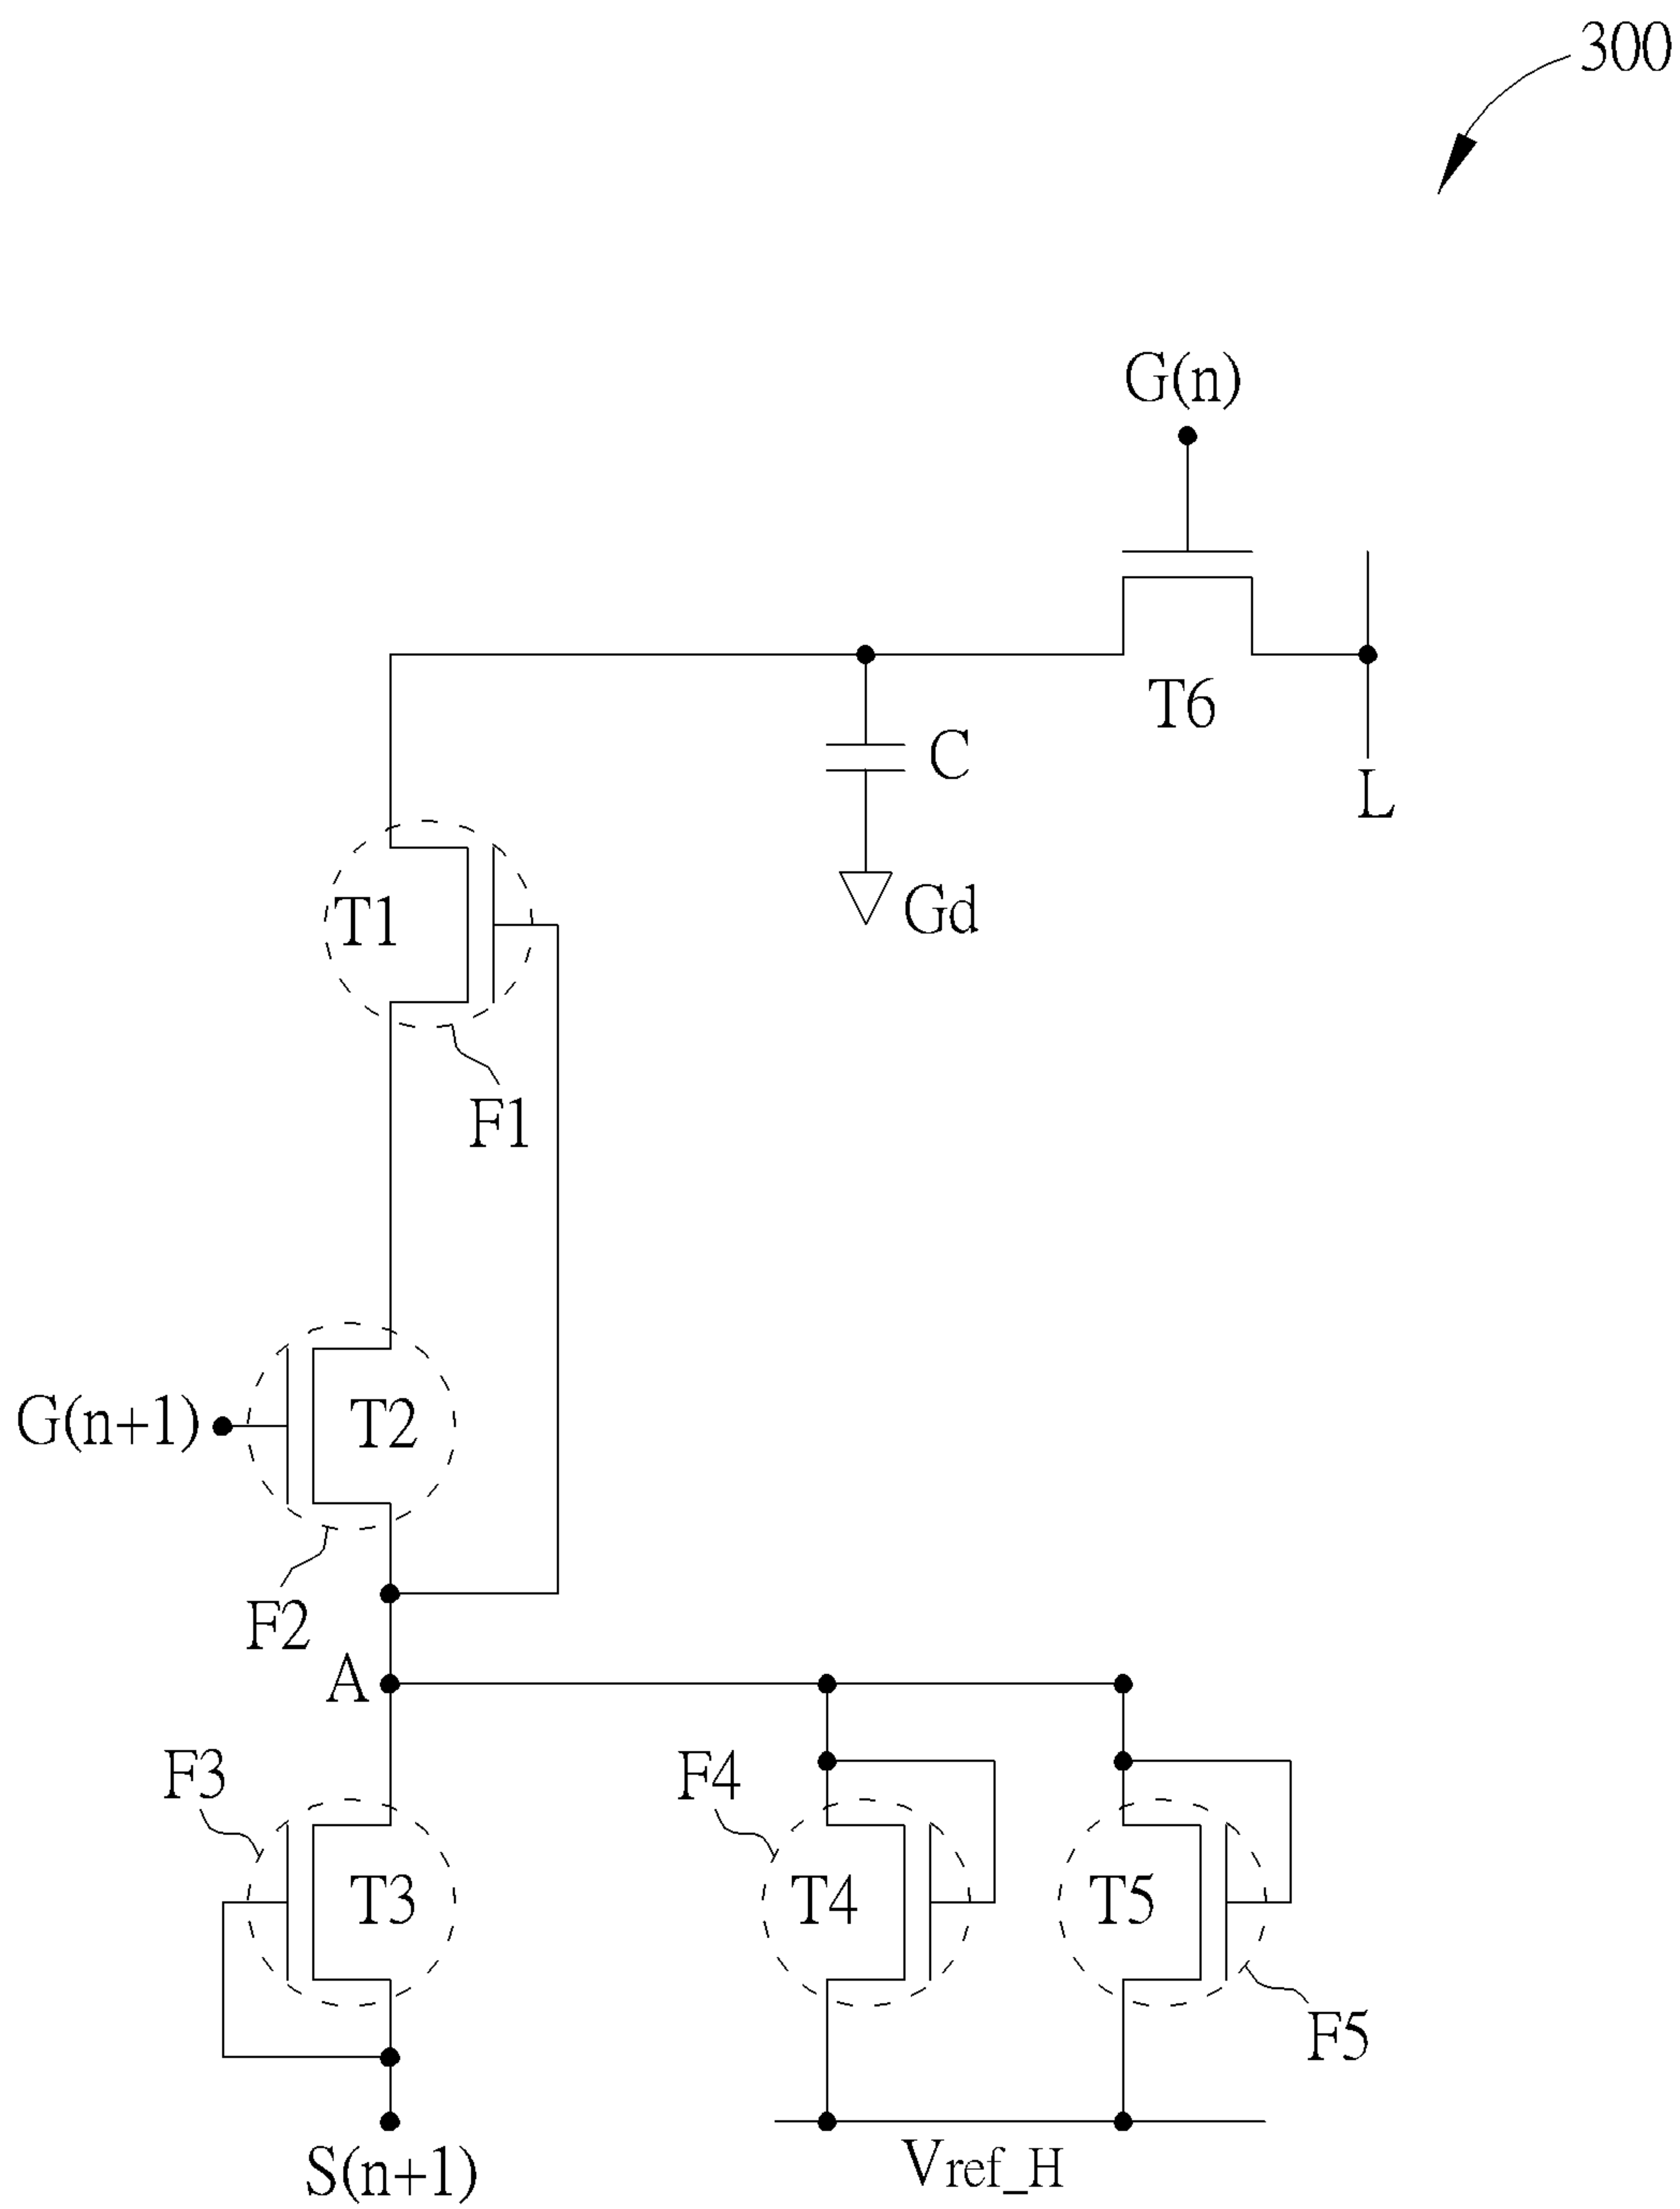 300
G(n)
T6
C
L
Gd
T1
F1
G(n+1)
T2
F2
A
F3
F4
T3
T4
T5
F5
S(n+1)
Vref_H